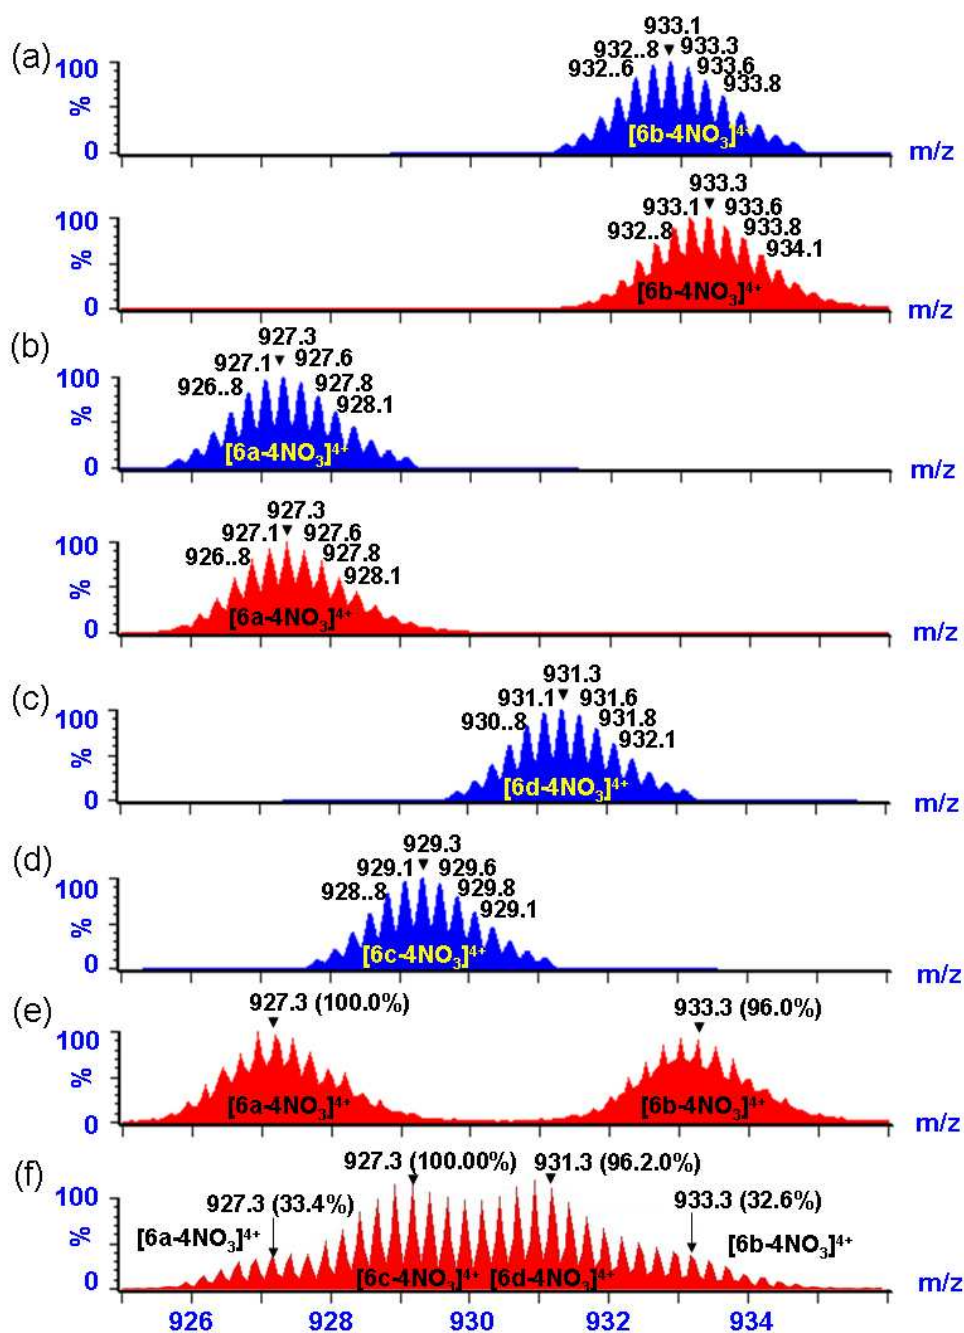 (a)
933.1
932..8 933.3
932..6 933.6
933.8
100
%
0
[6b-4NO3]4+
m/z
933.3
933.1 933.6
932..8 933.8
934.1
100
%
0
[6b-4NO3]4+
m/z
(b)
927.3
927.1 927.6
926..8 927.8
928.1
100
%
0
[6a-4NO3]4+
m/z
927.3
927.1 927.6
926..8 927.8
928.1
100
%
0
[6a-4NO3]4+
m/z
(c)
931.3
931.1 931.6
930..8 931.8
932.1
100
%
0
[6d-4NO3]4+
m/z
(d)
929.3
929.1 929.6
928..8 929.8
929.1
100
%
0
[6c-4NO3]4+
m/z
(e)
927.3 (100.0%) 933.3 (96.0%)
100
%
0
[6a-4NO3]4+ [6b-4NO3]4+
m/z
(f)
927.3 (100.00%) 931.3 (96.2.0%)
927.3 (33.4%) 933.3 (32.6%)
[6a-4NO3]4+ [6b-4NO3]4+
100
%
0
[6c-4NO3]4+ [6d-4NO3]4+
m/z
926 928 930 932 934